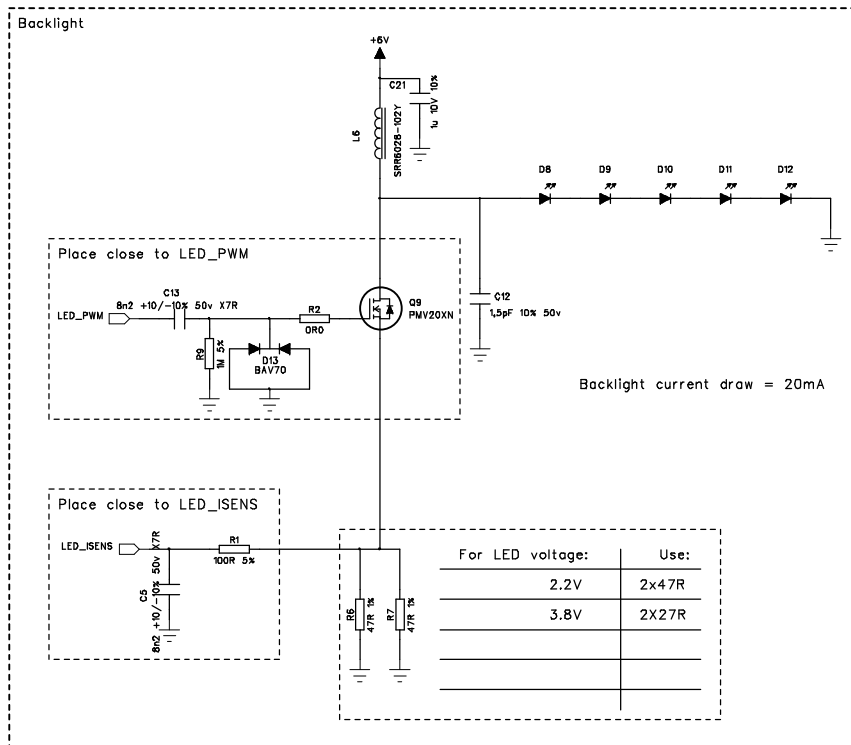 Backlight
+6V
C21
1u 10V 10%
L6
SRR6028-102Y
D8
D9
D10
D11
D12
Place close to LED_PWM
C13
8n2 +10/-10% 50v X7R
LED_PWM
R2
0R0
Q9
PMV20XN
R9
1M 5%
D13
BAV70
C12
1,5pF 10% 50v
Backlight current draw = 20mA
Place close to LED_ISENS
LED_ISENS
R1
100R 5%
C5
8n2 +10/-10% 50v X7R
R6
47R 1%
R7
47R 1%
For LED voltage: Use:
2.2V 2x47R
3.8V 2X27R